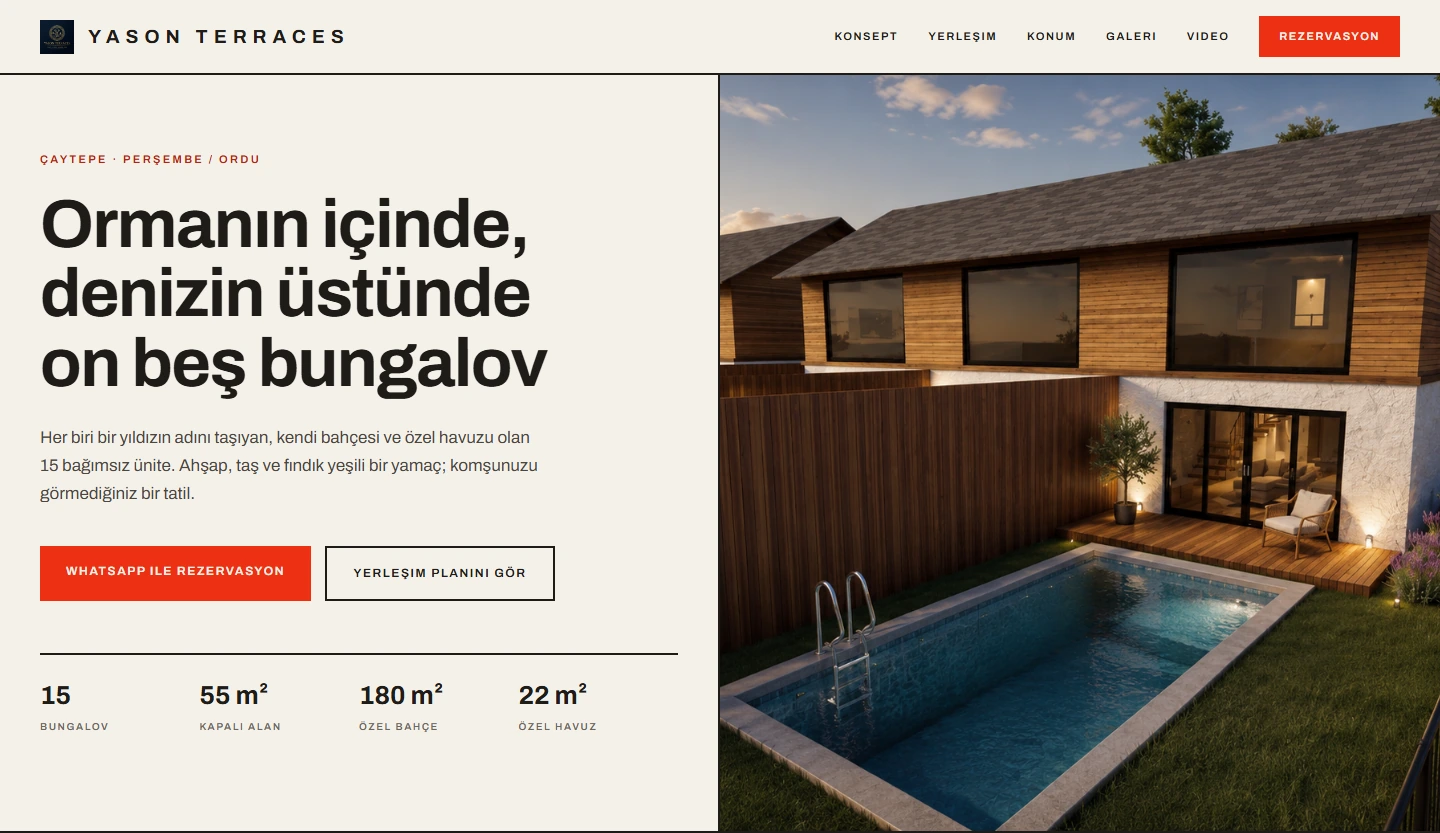 YASON TERRACES
KONSEPT
YERLEŞIM
KONUM
GALERI
VIDEO
REZERVASYON
ÇAYTEPE · PERŞEMBE / ORDU
Ormanın içinde,
denizin üstünde
on beş bungalov
Her biri bir yıldızın adını taşıyan, kendi bahçesi ve özel havuzu olan
15 bağımsız ünite. Ahşap, taş ve fındık yeşili bir yamaç; komşunuzu
görmediğiniz bir tatil.
WHATSAPP ILE REZERVASYON
YERLEŞIM PLANINI GÖR
15
BUNGALOV
55 m²
KAPALI ALAN
180 m²
ÖZEL BAHÇE
22 m²
ÖZEL HAVUZ